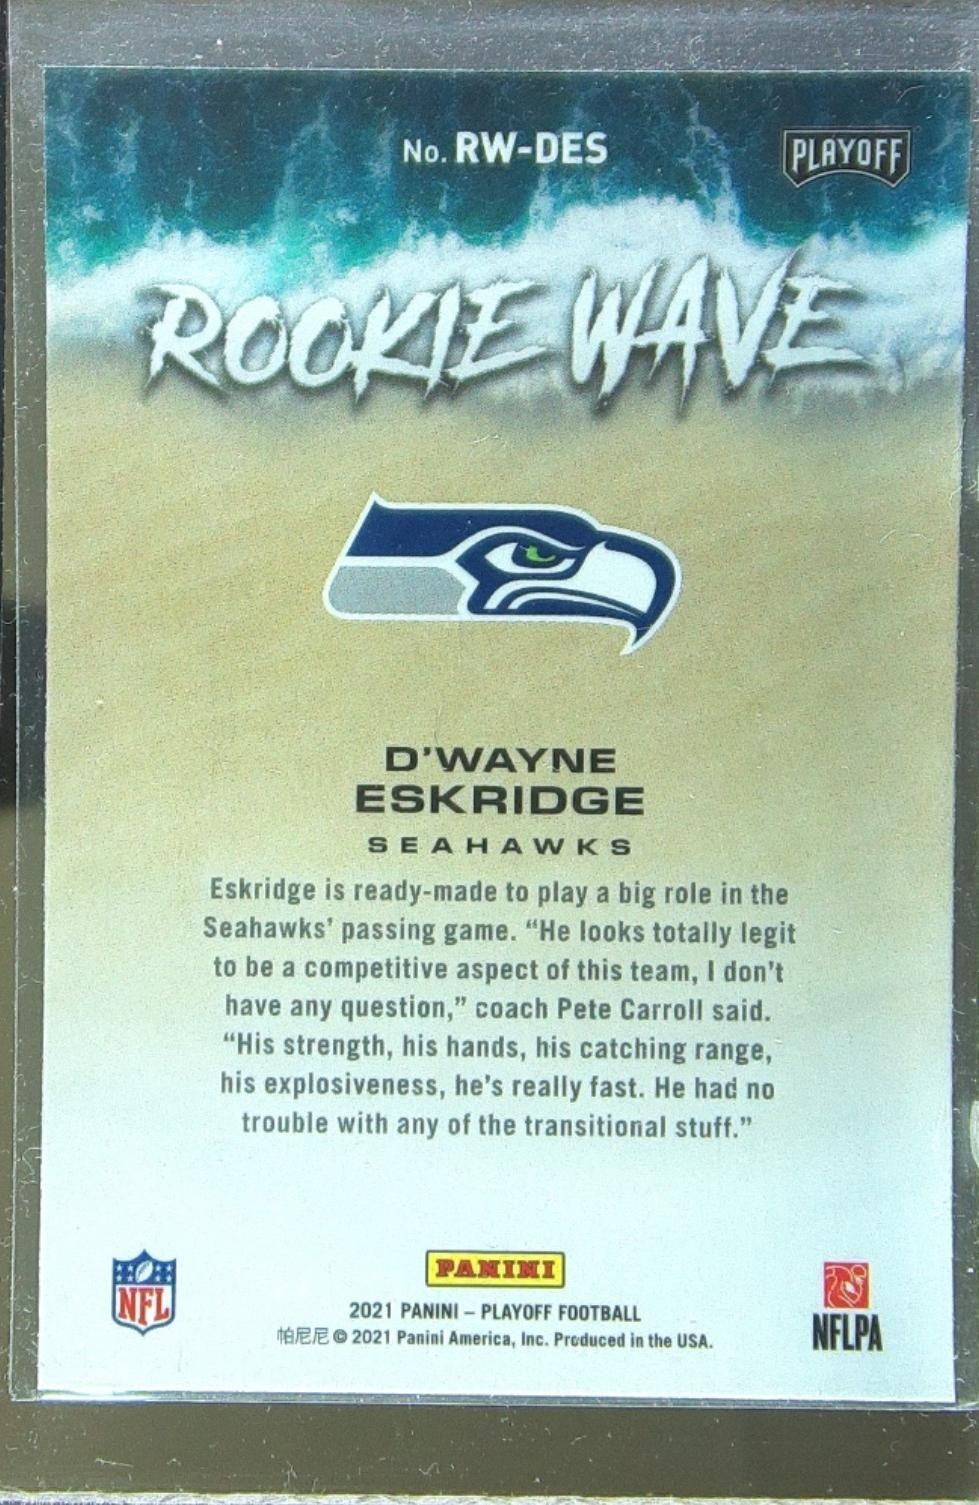 No. RW-DES
PLAYOFF
ROOKIE WAVE
D'WAYNE
ESKRIDGE
SEAHAWKS
Eskridge is ready-made to play a big role in the
Seahawks' passing game. “He looks totally legit
to be a competitive aspect of this team, I don't
have any question,” coach Pete Carroll said.
“His strength, his hands, his catching range,
his explosiveness, he's really fast. He had no
trouble with any of the transitional stuff.”
PANINI
NFL
2021 PANINI – PLAYOFF FOOTBALL
帕尼尼 © 2021 Panini America, Inc. Produced in the USA.
NFLPA